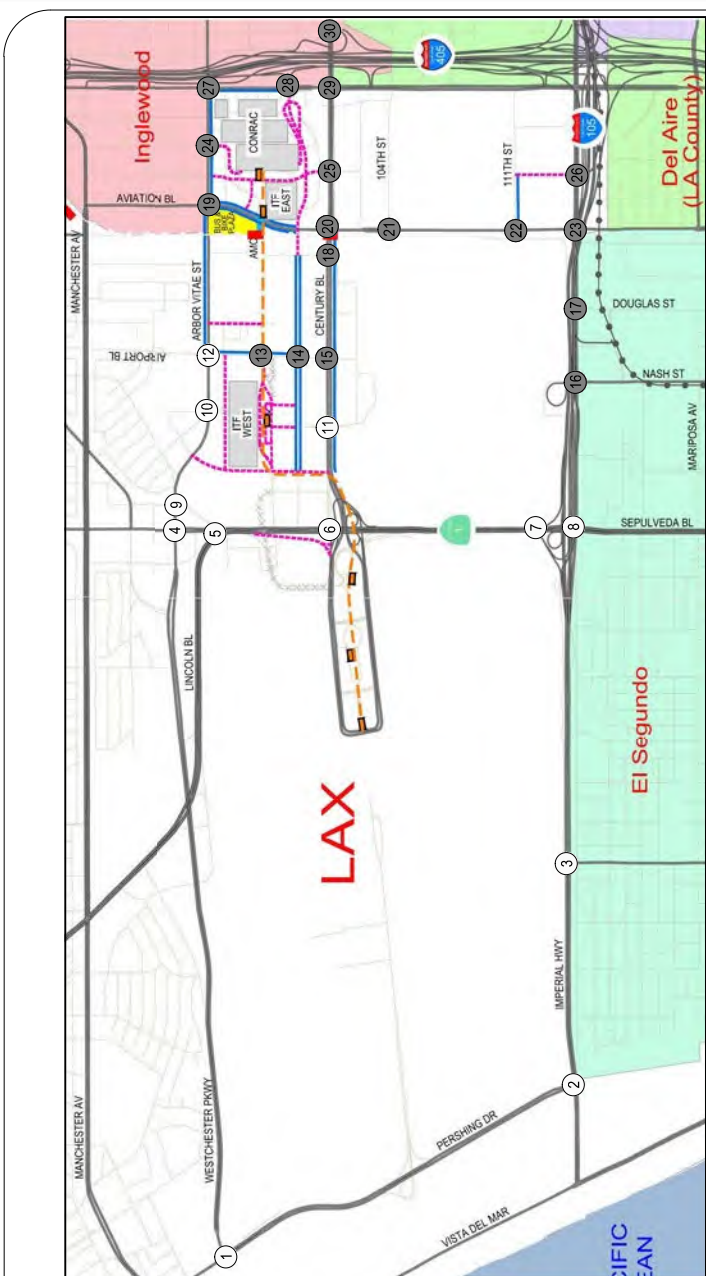 MANCHESTER AV
MANCHESTER AV
Inglewood
AVIATION BL
AIRPORT BL
ARBOR VITAE ST
WESTCHESTER PKWY
LINCOLN BL
CENTURY BL
BUS &
BIKE
PLAZA
AMC
CONRAC
ITF
EAST
ITF
WEST
104TH ST
111TH ST
405
105
1
LAX
SEPULVEDA BL
DOUGLAS ST
NASH ST
MARIPOSA AV
IMPERIAL HWY
PERSHING DR
VISTA DEL MAR
El Segundo
Del Aire
(LA County)
CIFIC
EAN
1
2
3
4
5
6
7
8
9
10
11
12
13
14
15
16
17
18
19
20
21
22
23
24
25
26
27
28
29
30